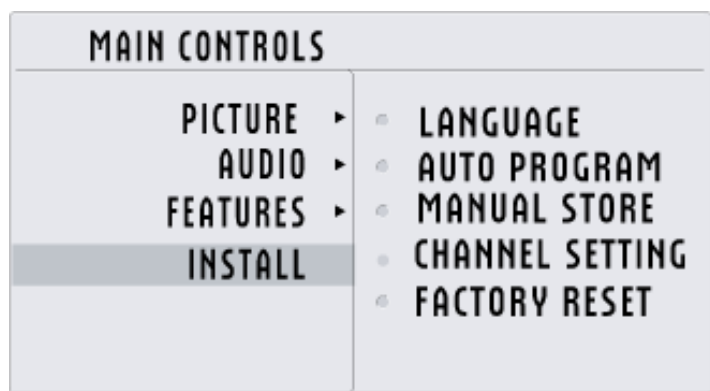 MAIN CONTROLS
PICTURE
AUDIO
FEATURES
INSTALL
LANGUAGE
AUTO PROGRAM
MANUAL STORE
CHANNEL SETTING
FACTORY RESET